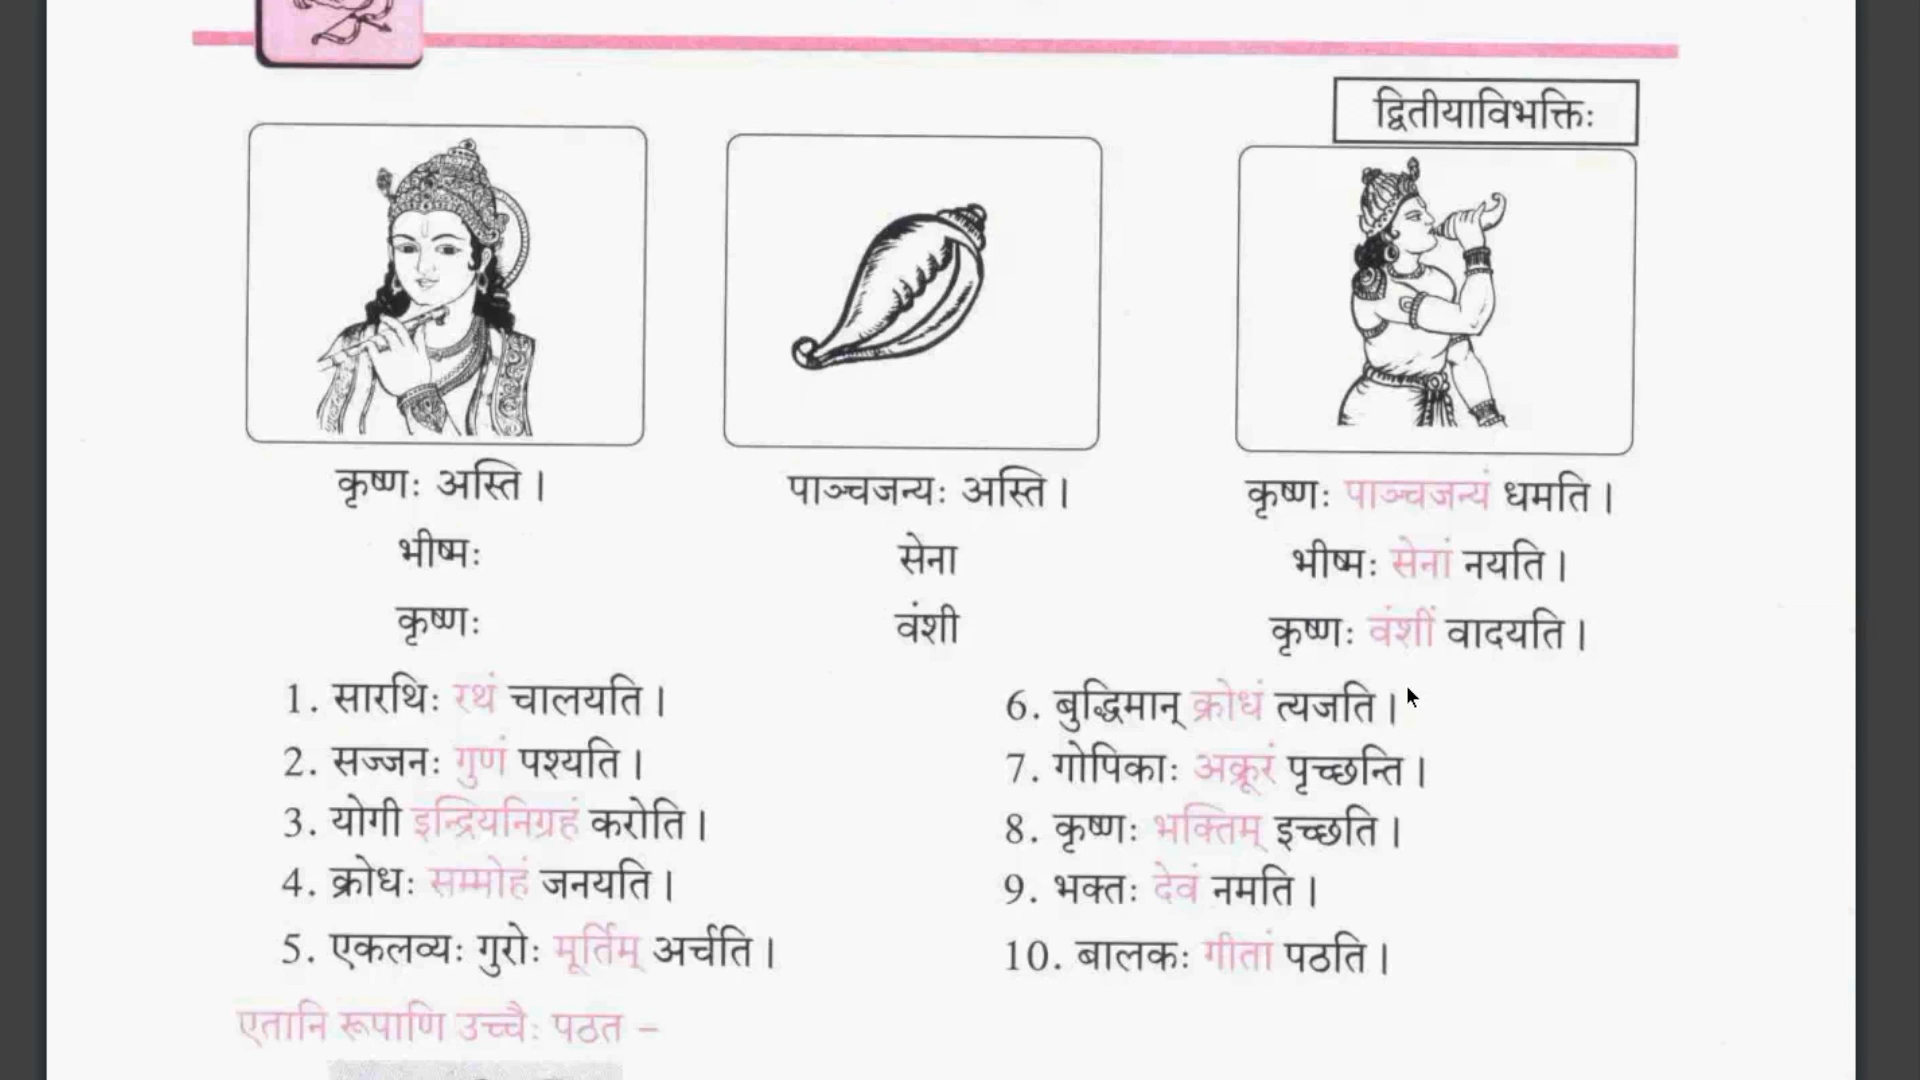 द्वितीयाविभक्तिः
कृष्णः अस्ति । पाञ्चजन्यः अस्ति । कृष्णः पाञ्चजन्यं धमति ।
भीष्मः सेना भीष्मः सेनां नयति ।
कृष्णः वंशी कृष्णः वंशीं वादयति ।
1. सारथिः रथं चालयति ।
2. सज्जनः गुणं पश्यति ।
3. योगी इन्द्रियनिग्रहं करोति ।
4. क्रोधः सम्मोहं जनयति ।
5. एकलव्यः गुरोः मूर्तिम् अर्चति ।
6. बुद्धिमान् क्रोधं त्यजति ।
7. गोपिकाः अक्रूरं पृच्छन्ति ।
8. कृष्णः भक्तिम् इच्छति ।
9. भक्तः देवं नमति ।
10. बालकः गीतां पठति ।
एतानि रूपाणि उच्चैः पठत –